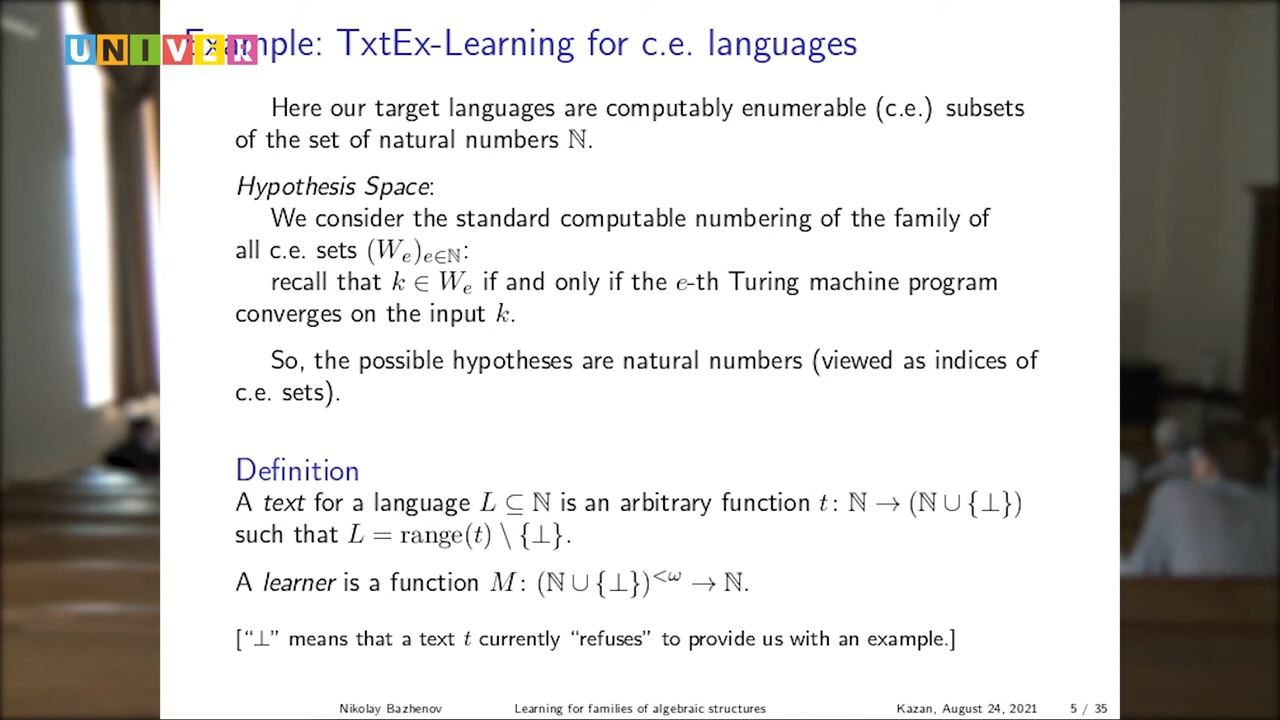 UNIVER
Example: TxtEx-Learning for c.e. languages
Here our target languages are computably enumerable (c.e.) subsets
of the set of natural numbers ℕ.
Hypothesis Space:
We consider the standard computable numbering of the family of
all c.e. sets (W_e)_{e∈ℕ}:
recall that k ∈ W_e if and only if the e-th Turing machine program
converges on the input k.
So, the possible hypotheses are natural numbers (viewed as indices of
c.e. sets).
Definition
A text for a language L ⊆ ℕ is an arbitrary function t: ℕ → (ℕ ∪ {⊥})
such that L = range(t) \ {⊥}.
A learner is a function M: (ℕ ∪ {⊥})^{<ω} → ℕ.
[“⊥” means that a text t currently “refuses” to provide us with an example.]
Nikolay Bazhenov Learning for families of algebraic structures Kazan, August 24, 2021 5 / 35